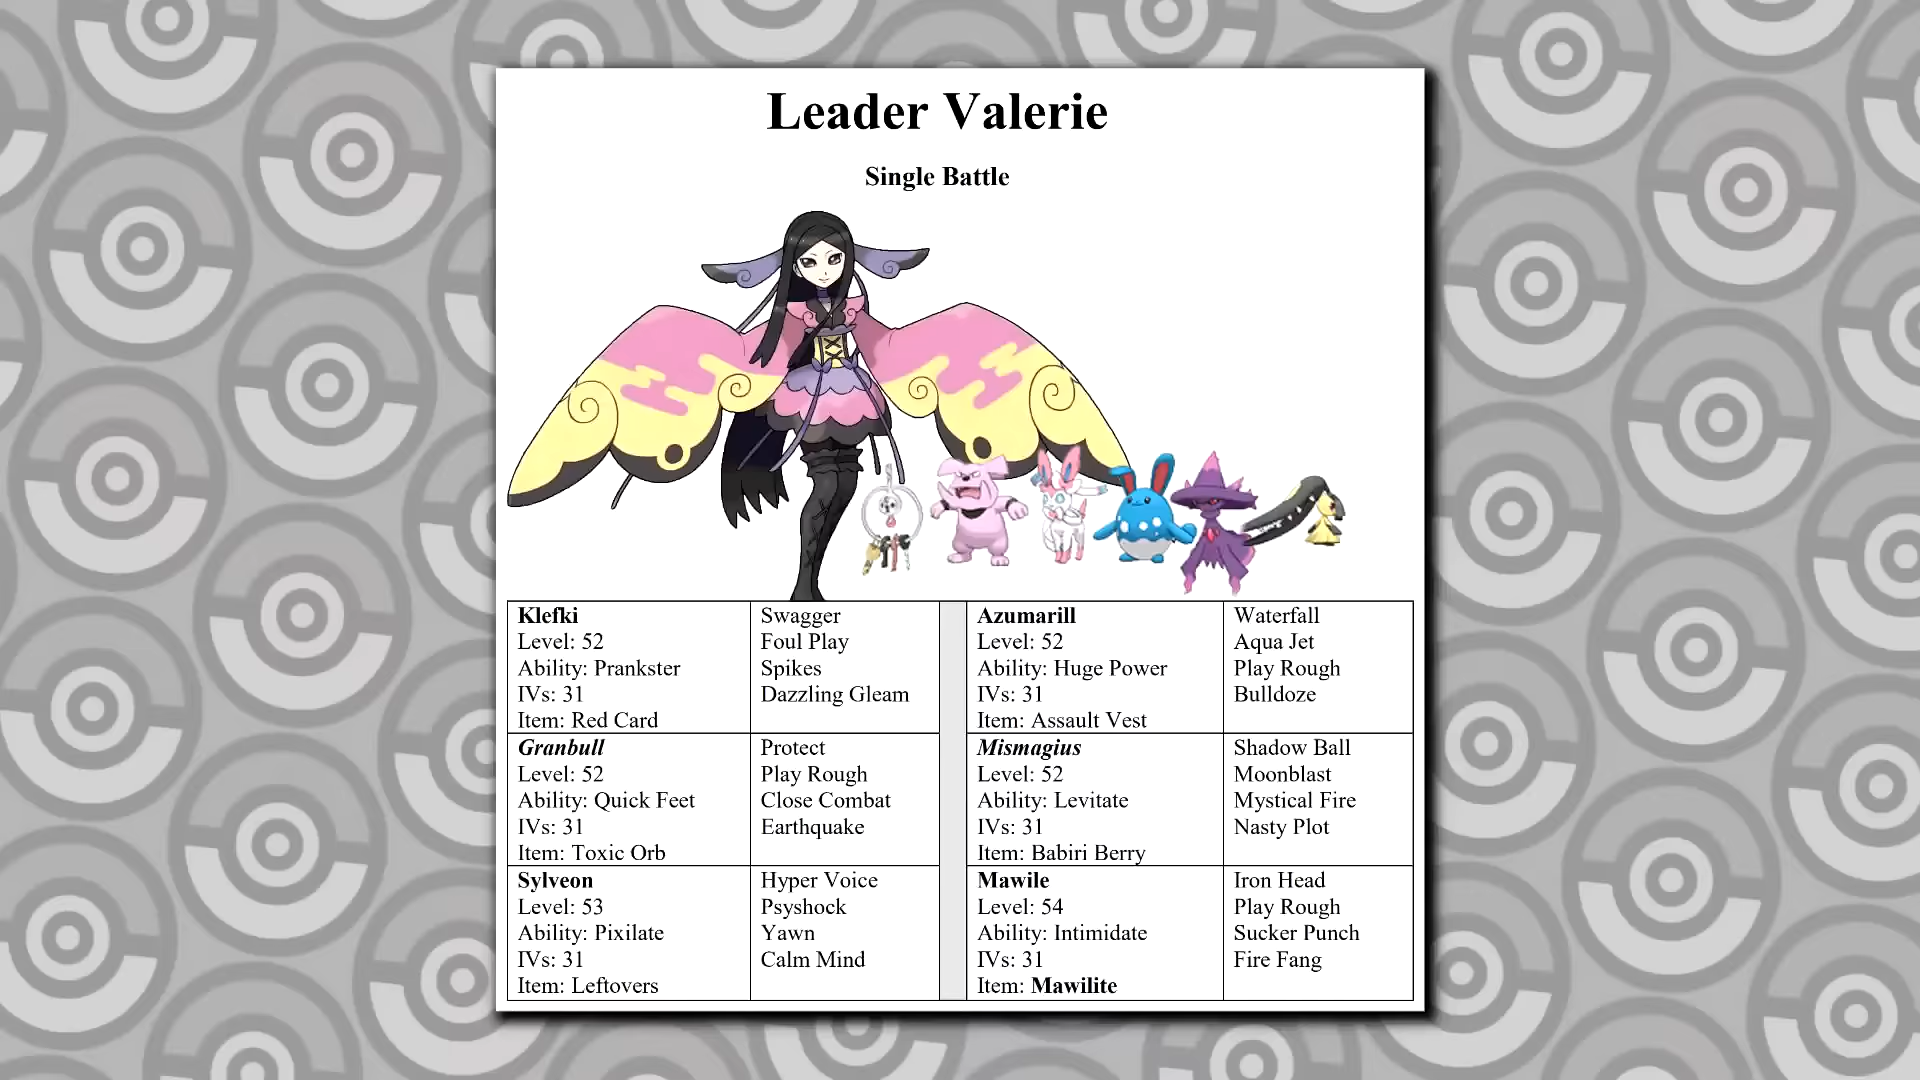 Leader Valerie
Single Battle
Klefki
Level: 52
Ability: Prankster
IVs: 31
Item: Red Card
Swagger
Foul Play
Spikes
Dazzling Gleam
Azumarill
Level: 52
Ability: Huge Power
IVs: 31
Item: Assault Vest
Waterfall
Aqua Jet
Play Rough
Bulldoze
Granbull
Level: 52
Ability: Quick Feet
IVs: 31
Item: Toxic Orb
Protect
Play Rough
Close Combat
Earthquake
Mismagius
Level: 52
Ability: Levitate
IVs: 31
Item: Babiri Berry
Shadow Ball
Moonblast
Mystical Fire
Nasty Plot
Sylveon
Level: 53
Ability: Pixilate
IVs: 31
Item: Leftovers
Hyper Voice
Psyshock
Yawn
Calm Mind
Mawile
Level: 54
Ability: Intimidate
IVs: 31
Item: Mawilite
Iron Head
Play Rough
Sucker Punch
Fire Fang